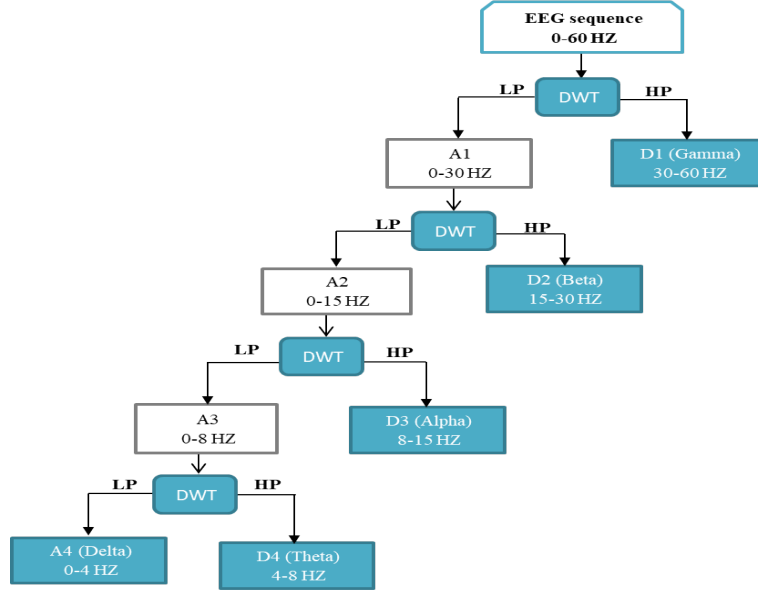 EEG sequence
0-60 HZ
LP
DWT
HP
A1
0-30 HZ
D1 (Gamma)
30-60 HZ
LP
DWT
HP
A2
0-15 HZ
D2 (Beta)
15-30 HZ
LP
DWT
HP
A3
0-8 HZ
D3 (Alpha)
8-15 HZ
LP
DWT
HP
A4 (Delta)
0-4 HZ
D4 (Theta)
4-8 HZ